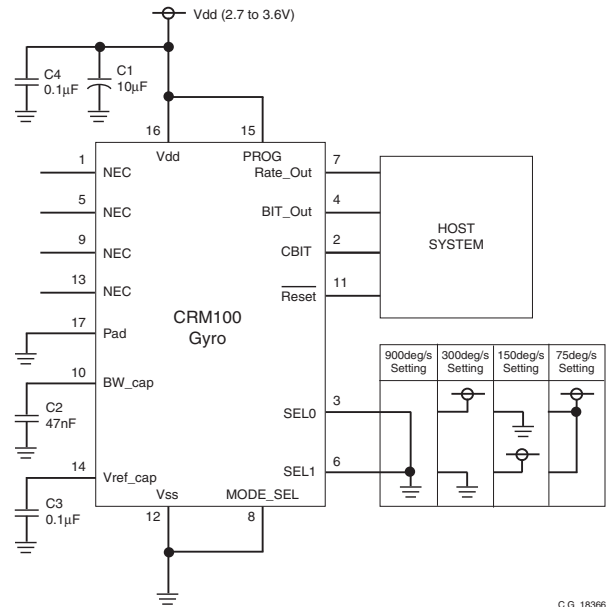 Vdd (2.7 to 3.6V)
C4
0.1μF
C1
10μF
16
15
Vdd
PROG
1
NEC
5
NEC
9
NEC
13
NEC
17
Pad
10
BW_cap
C2
47nF
14
Vref_cap
C3
0.1μF
Vss
12
MODE_SEL
8
CRM100
Gyro
Rate_Out
7
BIT_Out
4
CBIT
2
Reset
11
SEL0
3
SEL1
6
HOST
SYSTEM
900deg/s
Setting
300deg/s
Setting
150deg/s
Setting
75deg/s
Setting
C.G. 18366